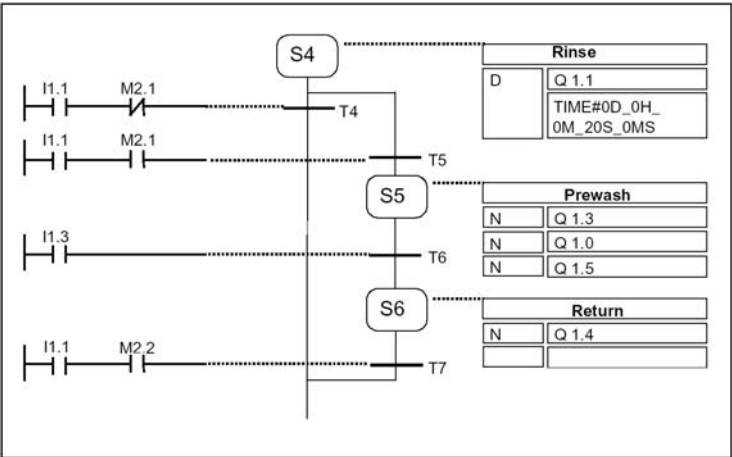 S4
Rinse
D
Q 1.1
TIME#0D_0H_
0M_20S_0MS
I1.1 M2.1
T4
I1.1 M2.1
T5
S5
Prewash
N Q 1.3
N Q 1.0
N Q 1.5
I1.3
T6
S6
Return
N Q 1.4
I1.1 M2.2
T7